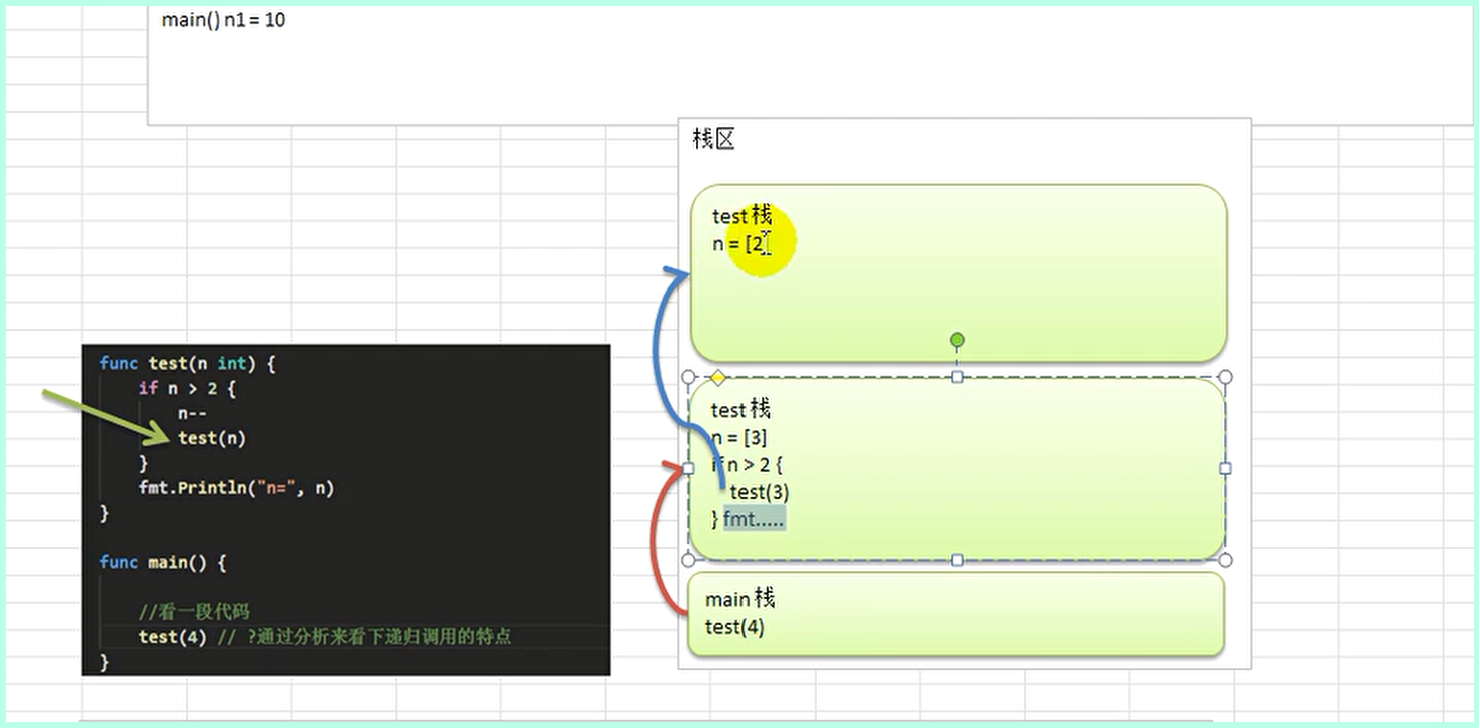 main() n1 = 10
栈区
test 栈
n = [2
test 栈
n = [3]
if n > 2 {
test(3)
} fmt.....
main 栈
test(4)
func test(n int) {
if n > 2 {
n--
test(n)
}
fmt.Println("n=", n)
}
func main() {
//看一段代码
test(4) // ?通过分析来看下递归调用的特点
}